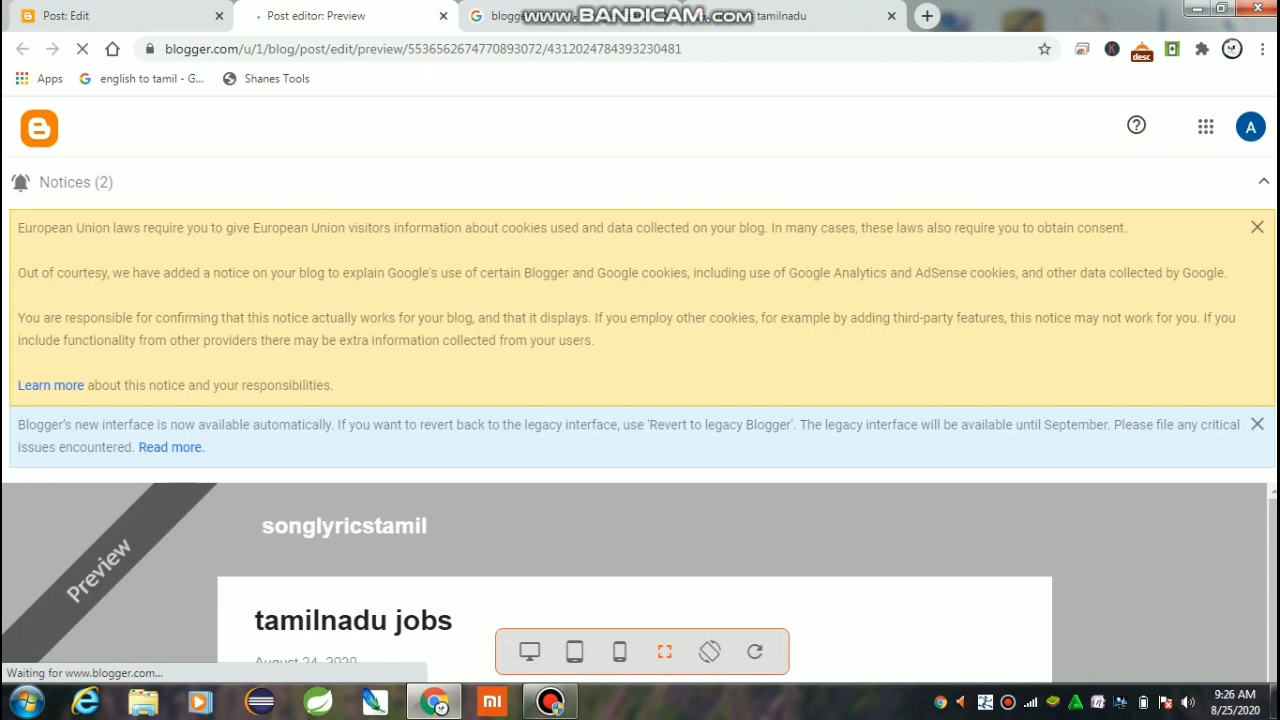 Post: Edit
Post editor: Preview
blogg
www.BANDICAM.com
tamilnadu
blogger.com/u/1/blog/post/edit/preview/5536562674770893072/4312024784393230481
desc
Apps
english to tamil - G...
Shanes Tools
A
Notices (2)
European Union laws require you to give European Union visitors information about cookies used and data collected on your blog. In many cases, these laws also require you to obtain consent.
Out of courtesy, we have added a notice on your blog to explain Google's use of certain Blogger and Google cookies, including use of Google Analytics and AdSense cookies, and other data collected by Google.
You are responsible for confirming that this notice actually works for your blog, and that it displays. If you employ other cookies, for example by adding third-party features, this notice may not work for you. If you
include functionality from other providers there may be extra information collected from your users.
Learn more about this notice and your responsibilities.
Blogger's new interface is now available automatically. If you want to revert back to the legacy interface, use 'Revert to legacy Blogger'. The legacy interface will be available until September. Please file any critical
issues encountered. Read more.
Preview
songlyricstamil
tamilnadu jobs
August 24, 2020
Waiting for www.blogger.com...
9:26 AM
8/25/2020